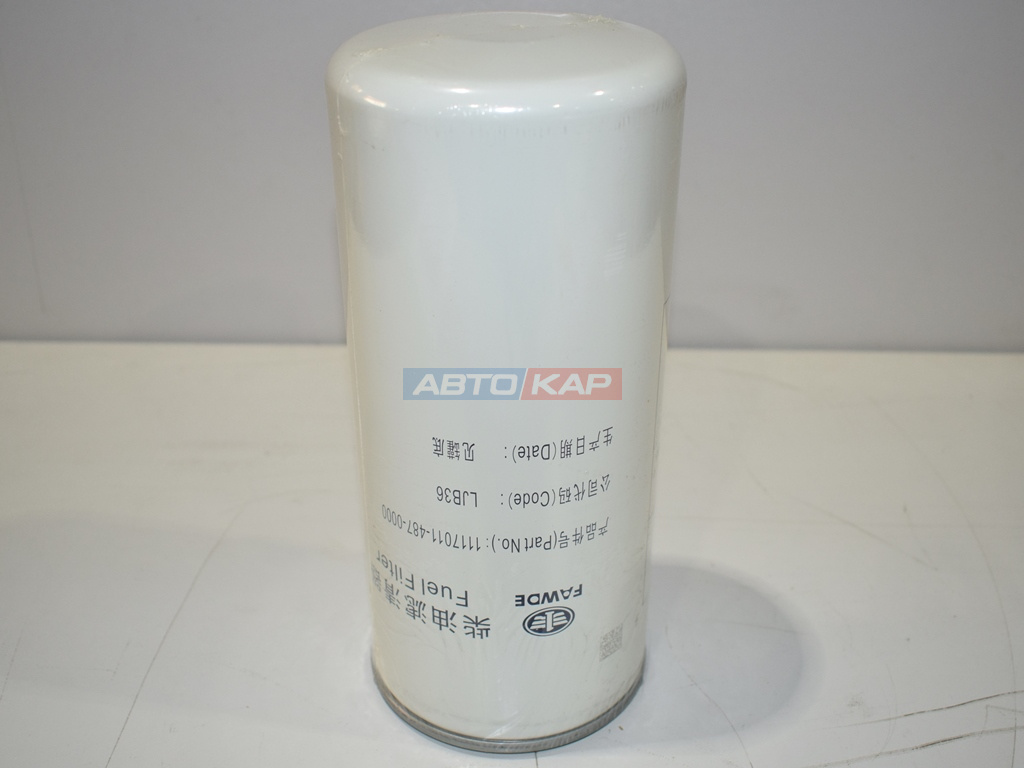 АВТО/КАР
FAWDE
柴油滤清器
Fuel Filter
产品件号(Part No.): 1117011-487-0000
公司代码(Code): LJB36
生产日期(Date): 见罐底